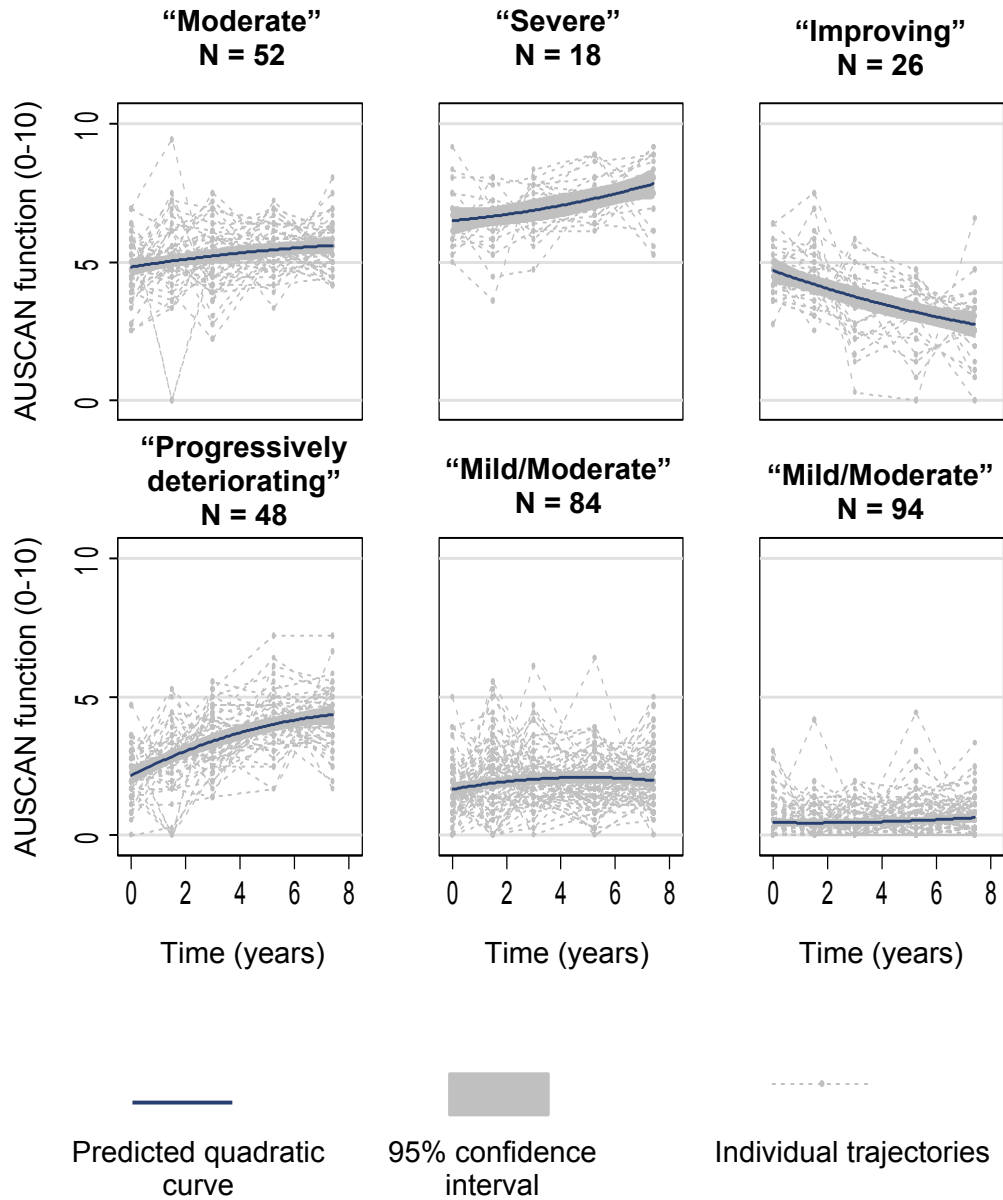 “Moderate”
N = 52
“Severe”
N = 18
“Improving”
N = 26
AUSCAN function (0-10)
10
5
0
“Progressively
deteriorating”
N = 48
“Mild/Moderate”
N = 84
“Mild/Moderate”
N = 94
AUSCAN function (0-10)
10
5
0
0 2 4 6 8
0 2 4 6 8
0 2 4 6 8
Time (years)
Time (years)
Time (years)
Predicted quadratic
curve
95% confidence
interval
Individual trajectories